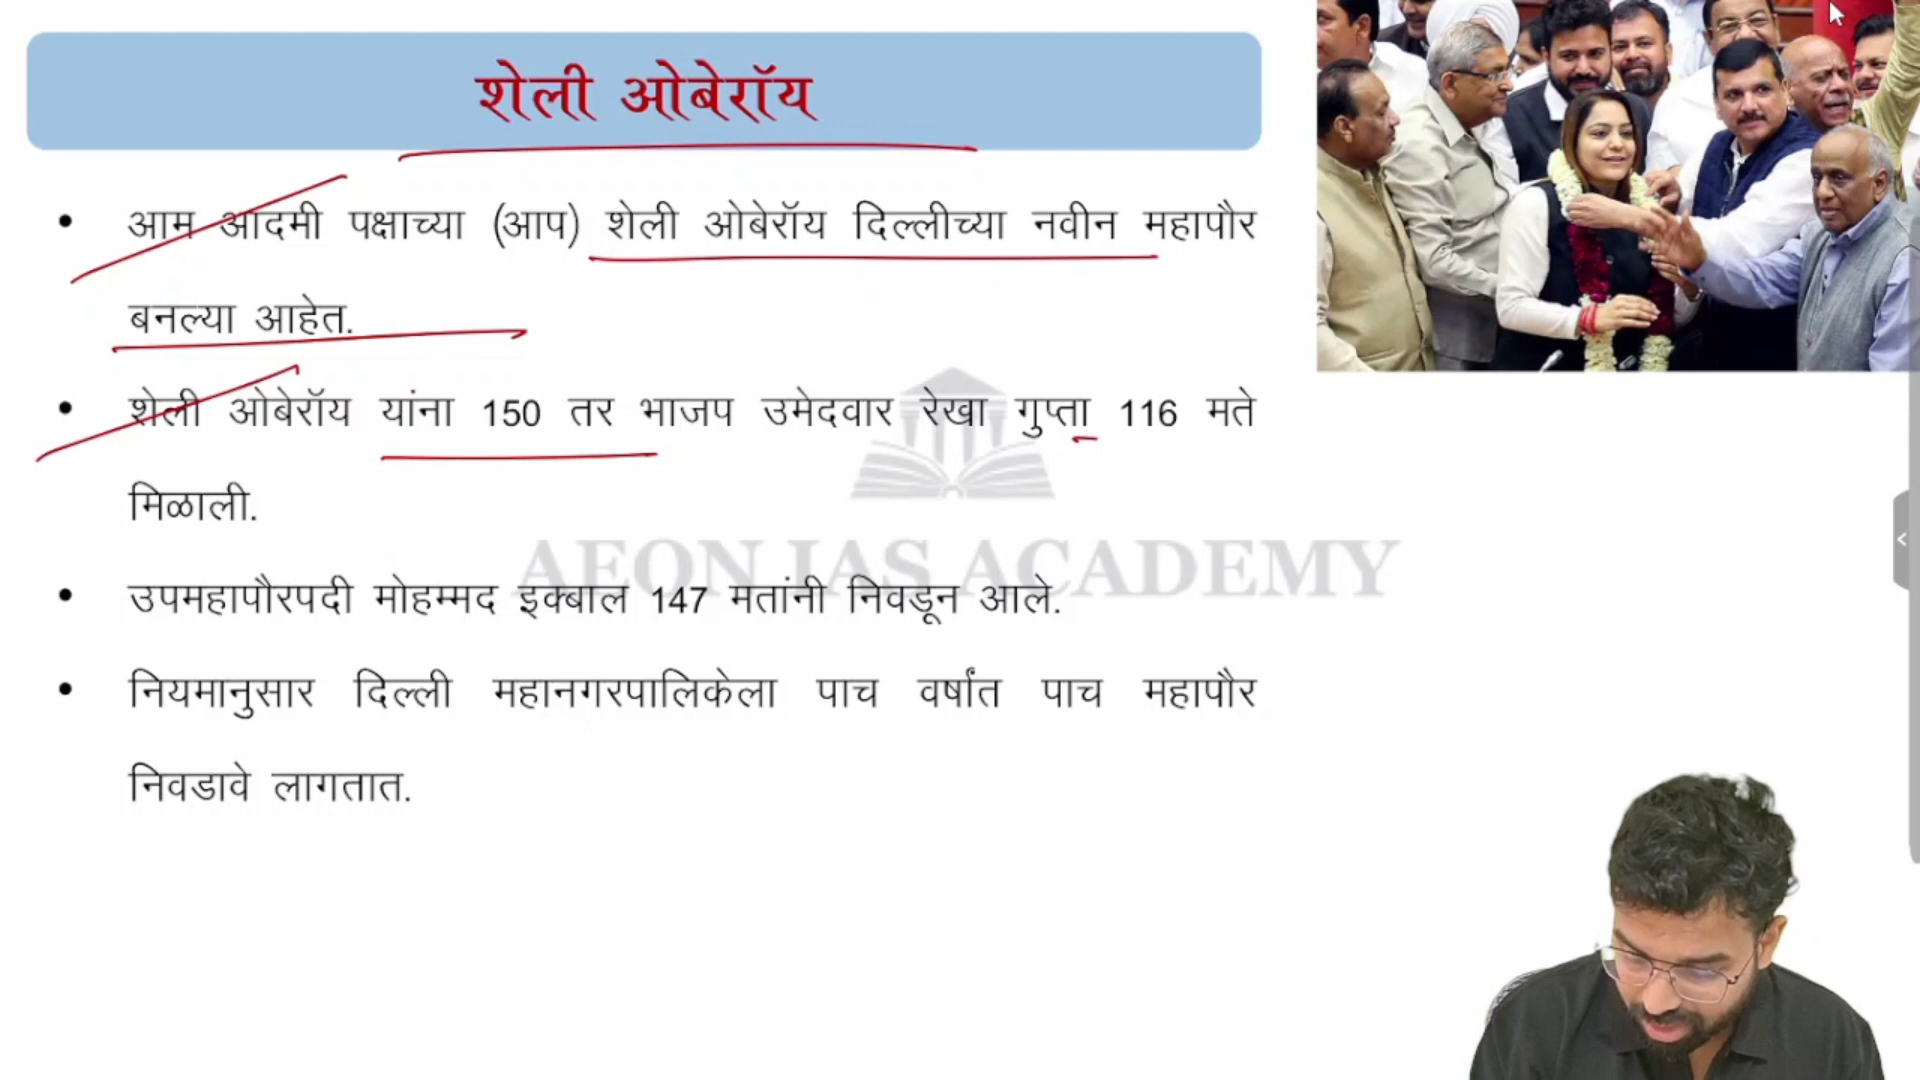 शेली ओबेरॉय
• आम आदमी पक्षाच्या (आप) शेली ओबेरॉय दिल्लीच्या नवीन महापौर
बनल्या आहेत.
• शेली ओबेरॉय यांना 150 तर भाजप उमेदवार रेखा गुप्ता 116 मते
मिळाली.
AEON IAS ACADEMY
• उपमहापौरपदी मोहम्मद इक्बाल 147 मतांनी निवडून आले.
• नियमानुसार दिल्ली महानगरपालिकेला पाच वर्षांत पाच महापौर
निवडावे लागतात.